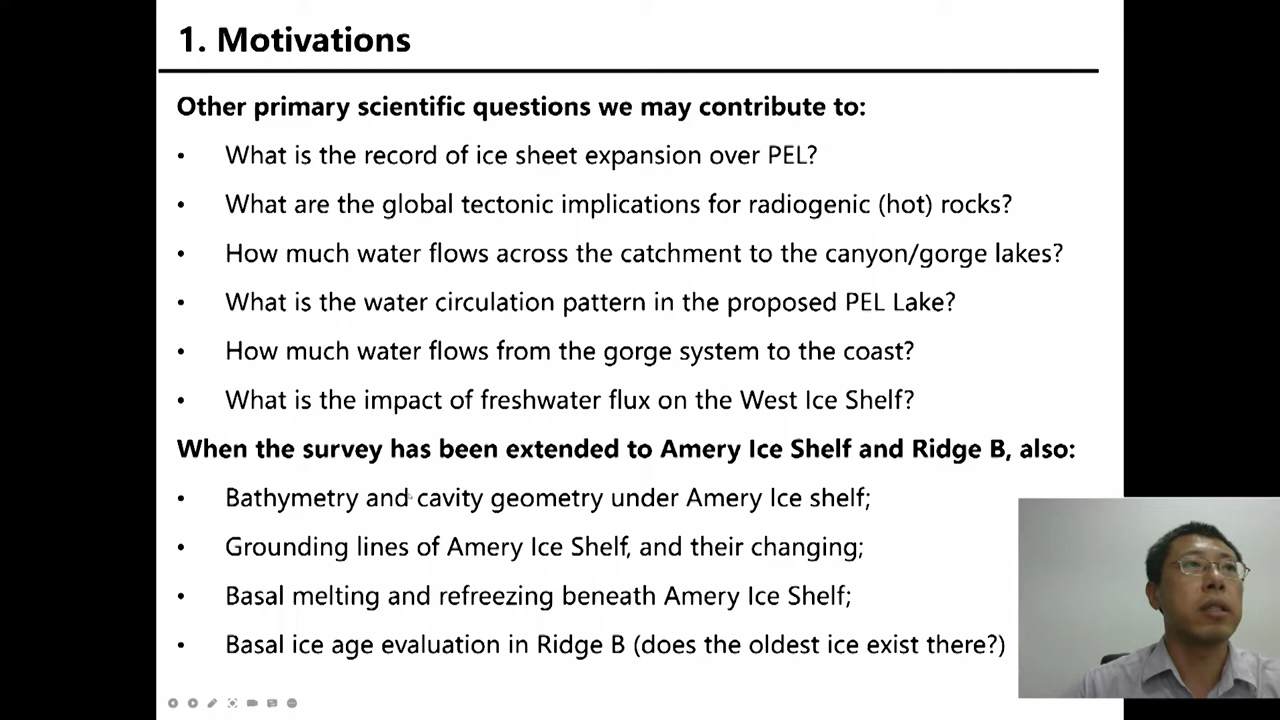 1. Motivations
Other primary scientific questions we may contribute to:
• What is the record of ice sheet expansion over PEL?
• What are the global tectonic implications for radiogenic (hot) rocks?
• How much water flows across the catchment to the canyon/gorge lakes?
• What is the water circulation pattern in the proposed PEL Lake?
• How much water flows from the gorge system to the coast?
• What is the impact of freshwater flux on the West Ice Shelf?
When the survey has been extended to Amery Ice Shelf and Ridge B, also:
• Bathymetry and cavity geometry under Amery Ice shelf;
• Grounding lines of Amery Ice Shelf, and their changing;
• Basal melting and refreezing beneath Amery Ice Shelf;
• Basal ice age evaluation in Ridge B (does the oldest ice exist there?)